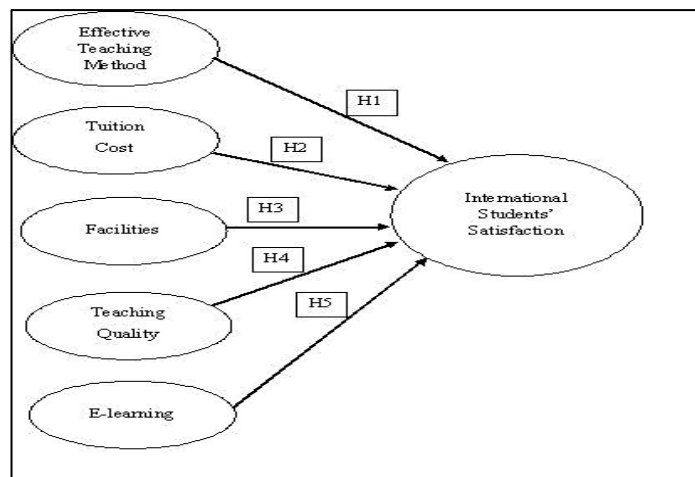 Effective
Teaching
Method
H1
Tuition
Cost
H2
International
Students'
Satisfaction
Facilities
H3
H4
Teaching
Quality
H5
E-learning